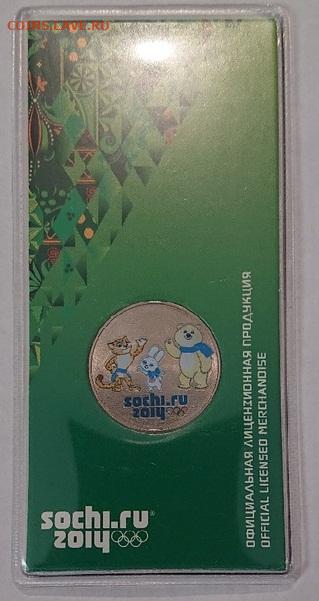 COINS.LAVE.RU
sochi.ru
2014
ОФИЦИАЛЬНАЯ ЛИЦЕНЗИОННАЯ ПРОДУКЦИЯ
OFFICIAL LICENSED MERCHANDISE
sochi.ru®
2014